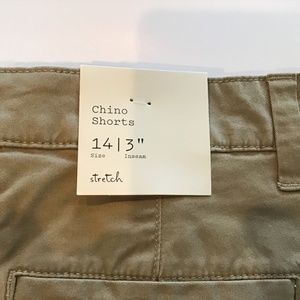 Chino
Shorts
14|3"
Size Inseam
stretch